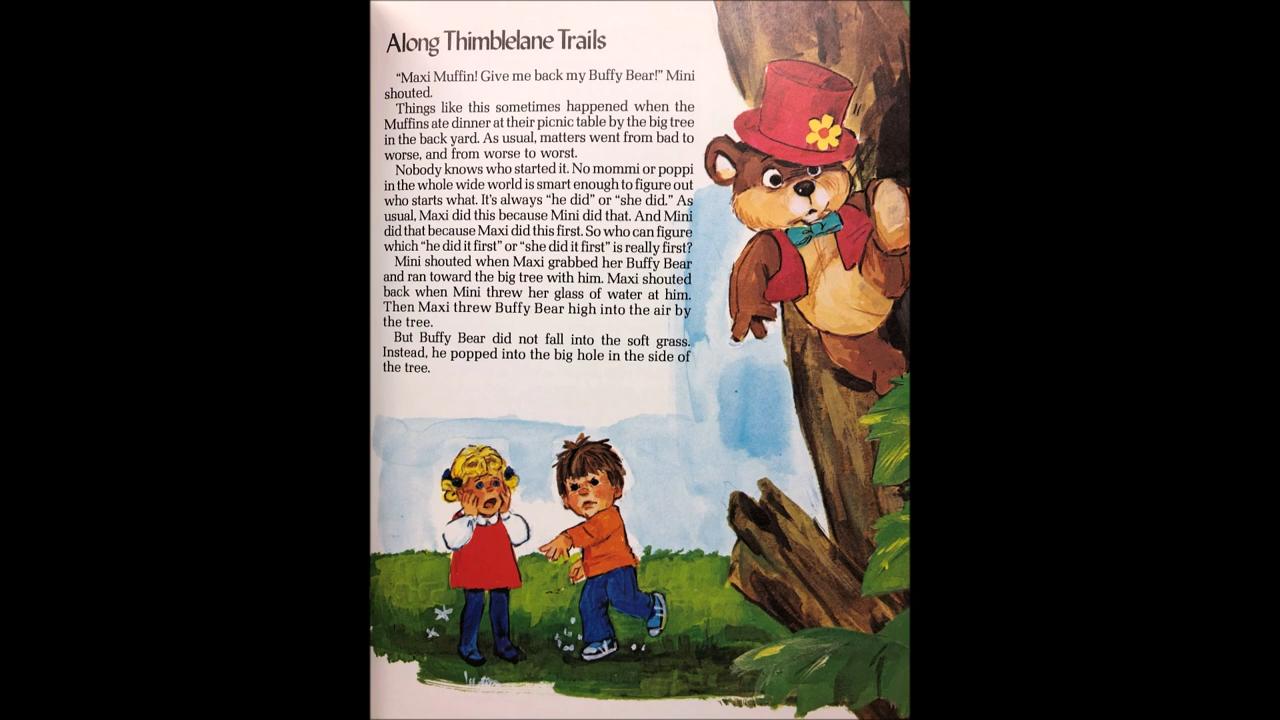 Along Thimblelane Trails
“Maxi Muffin! Give me back my Buffy Bear!” Mini
shouted.
Things like this sometimes happened when the
Muffins ate dinner at their picnic table by the big tree
in the back yard. As usual, matters went from bad to
worse, and from worse to worst.
Nobody knows who started it. No mommi or poppi
in the whole wide world is smart enough to figure out
who starts what. It’s always “he did” or “she did.” As
usual, Maxi did this because Mini did that. And Mini
did that because Maxi did this first. So who can figure
which “he did it first” or “she did it first” is really first?
Mini shouted when Maxi grabbed her Buffy Bear
and ran toward the big tree with him. Maxi shouted
back when Mini threw her glass of water at him.
Then Maxi threw Buffy Bear high into the air by
the tree.
But Buffy Bear did not fall into the soft grass.
Instead, he popped into the big hole in the side of
the tree.